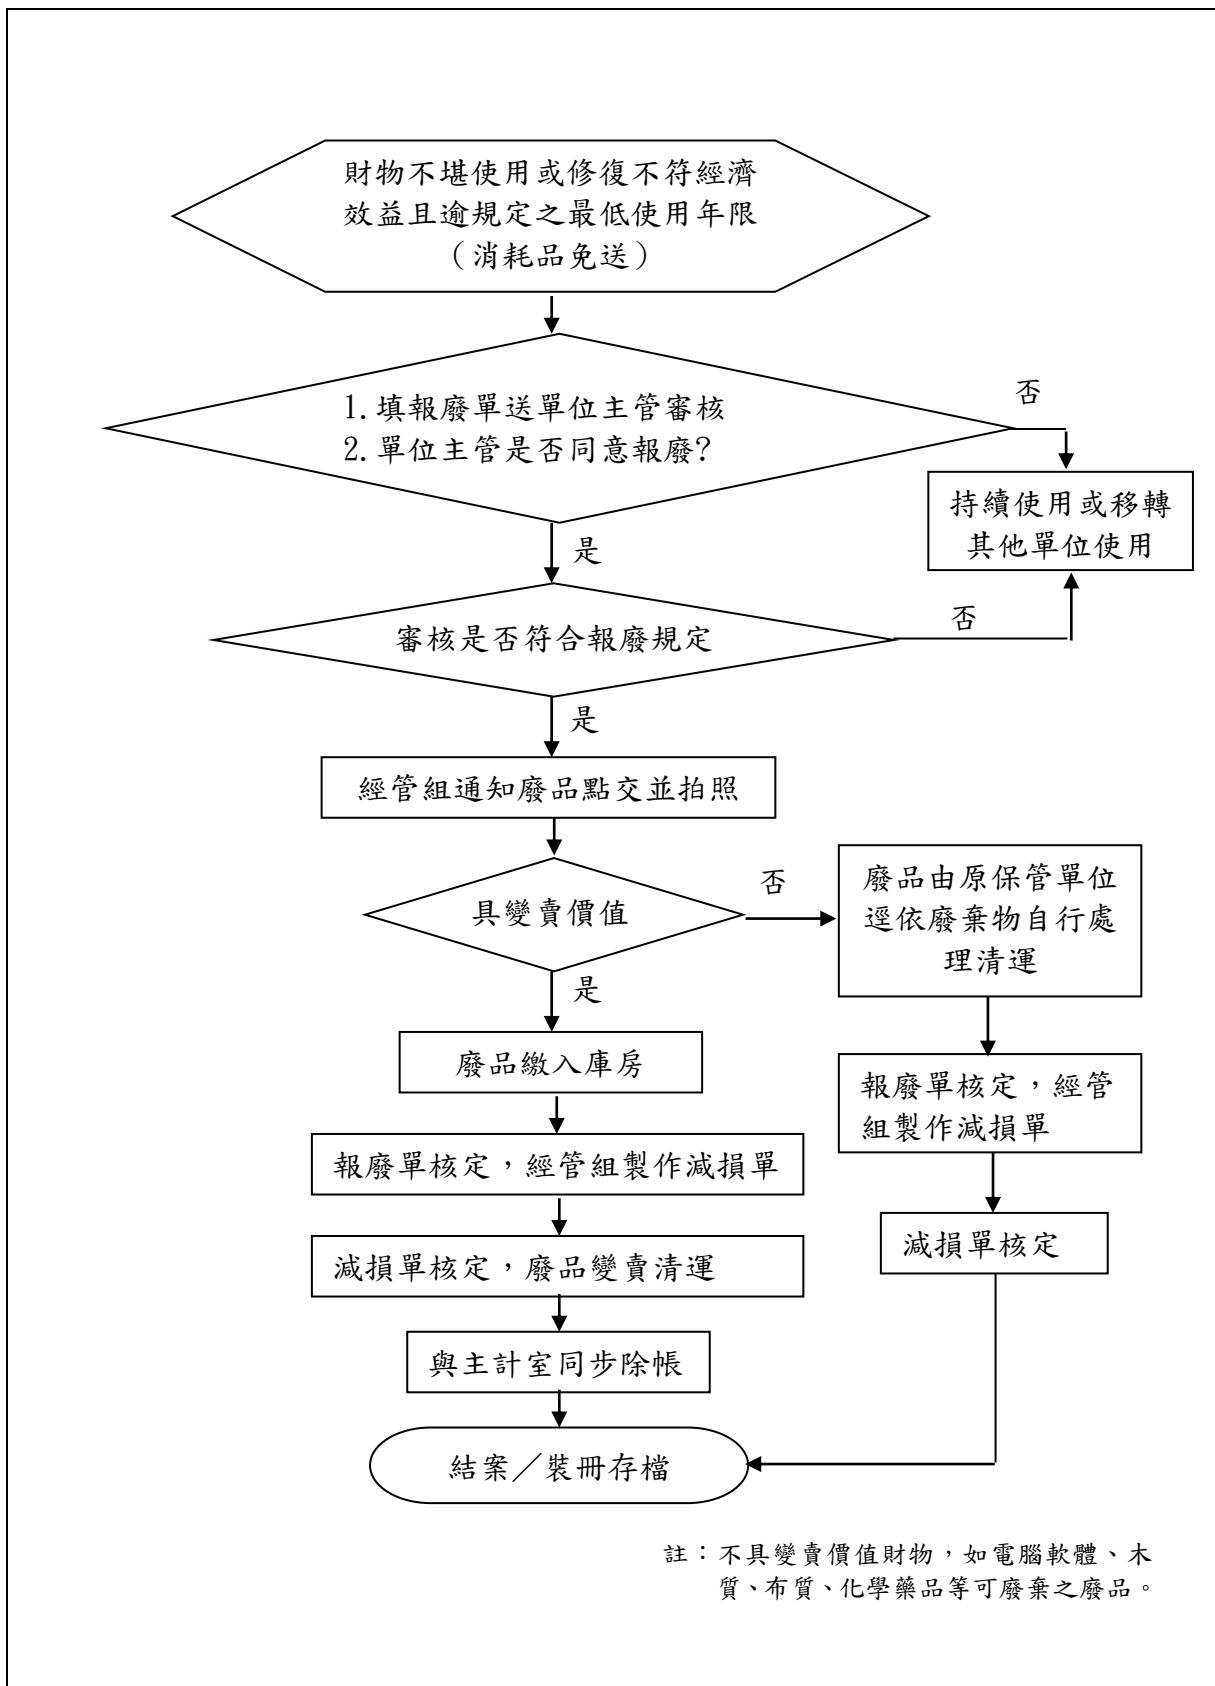 財物不堪使用或修復不符經濟
效益且逾規定之最低使用年限
（消耗品免送）
1.填報廢單送單位主管審核
2.單位主管是否同意報廢?
否
持續使用或移轉
其他單位使用
是
審核是否符合報廢規定
否
是
經管組通知廢品點交並拍照
具變賣價值
否
廢品由原保管單位
逕依廢棄物自行處
理清運
是
廢品繳入庫房
報廢單核定，經管
組製作減損單
報廢單核定，經管組製作減損單
減損單核定
減損單核定，廢品變賣清運
與主計室同步除帳
結案／裝冊存檔
註：不具變賣價值財物，如電腦軟體、木
質、布質、化學藥品等可廢棄之廢品。